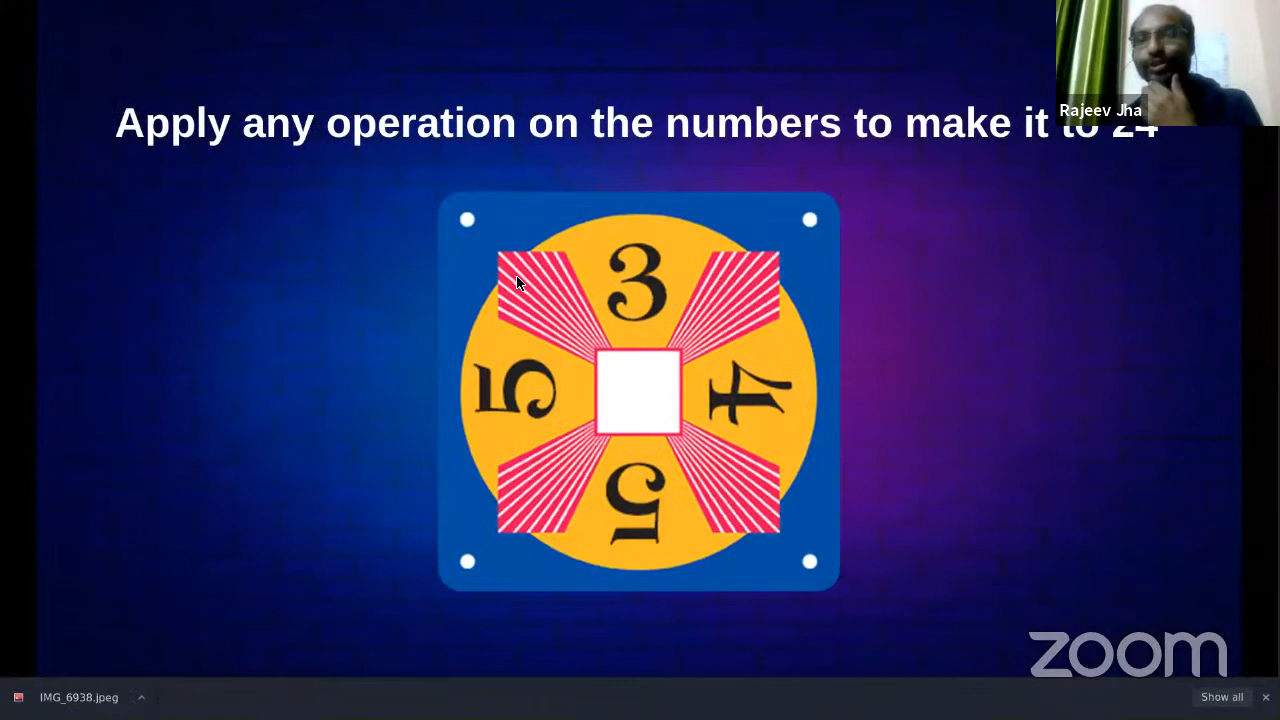 Rajeev Jha
Apply any operation on the numbers to make it to 24
3
5
4
5
zoom
IMG_6938.jpeg
Show all